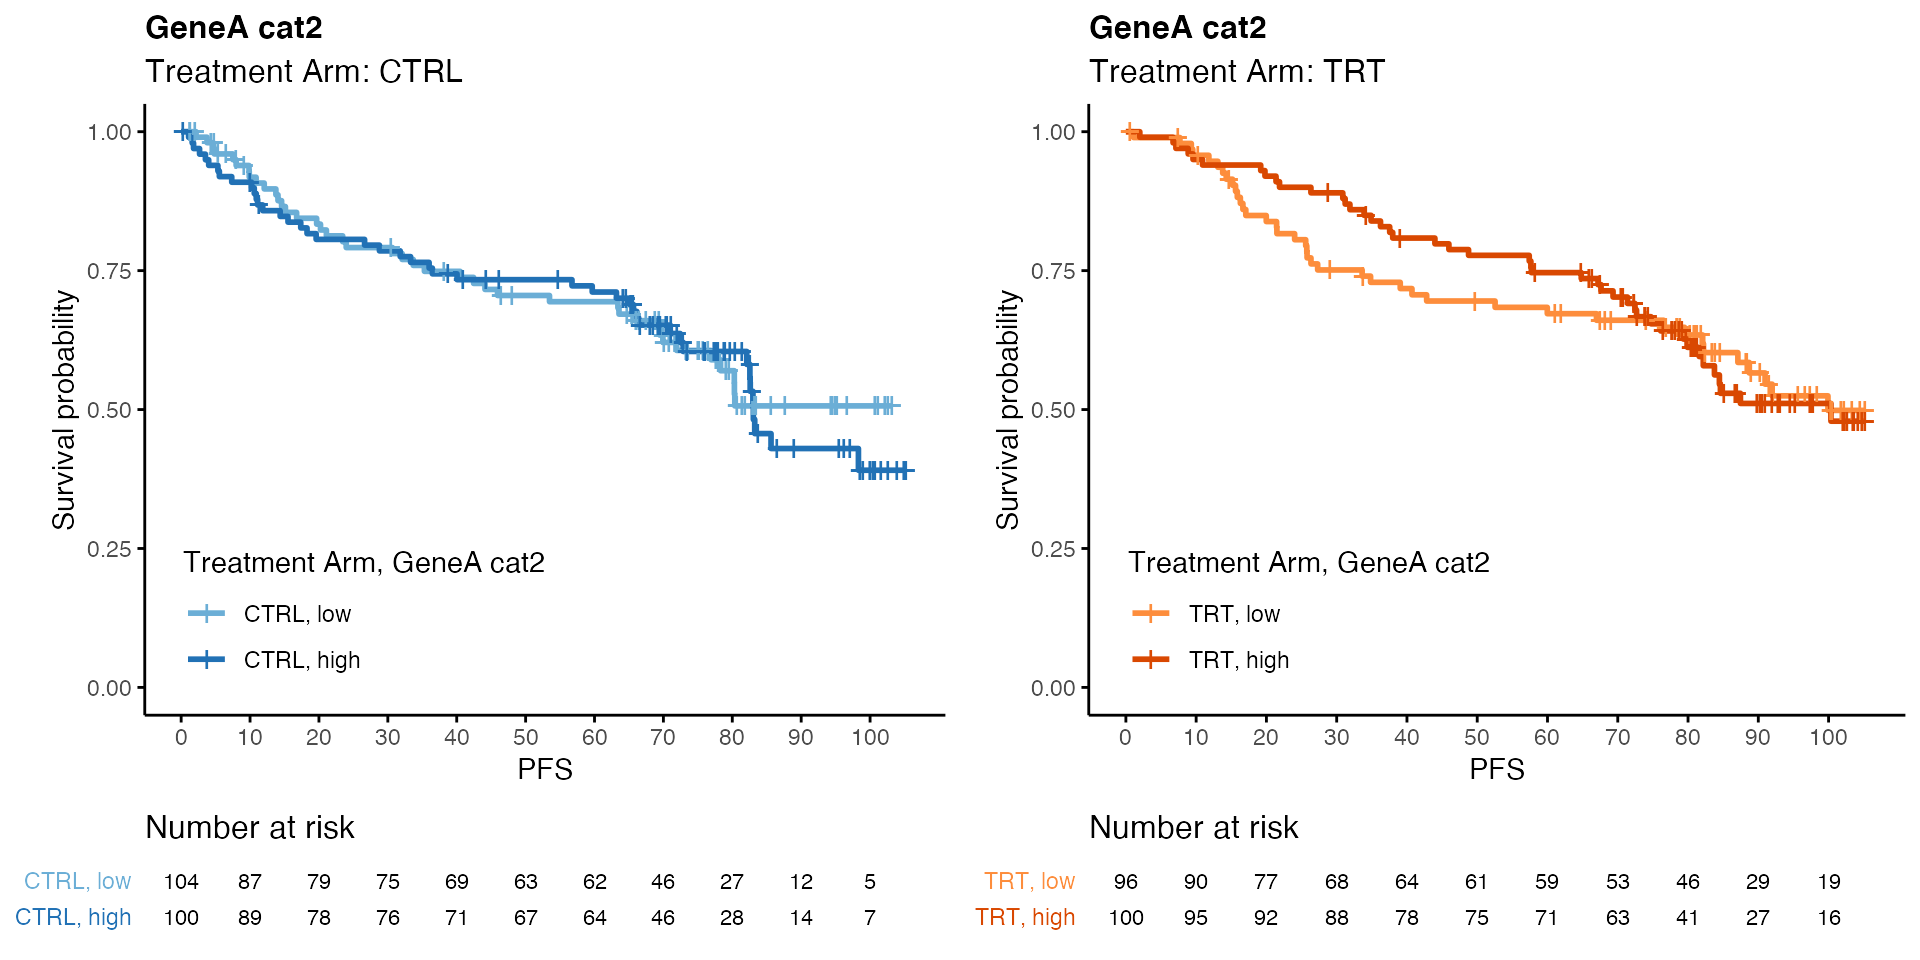 GeneA cat2
Treatment Arm: CTRL
1.00
0.75
0.50
0.25
0.00
Survival probability
Treatment Arm, GeneA cat2
CTRL, low
CTRL, high
0 10 20 30 40 50 60 70 80 90 100
PFS
Number at risk
CTRL, low 104 87 79 75 69 63 62 46 27 12 5
CTRL, high 100 89 78 76 71 67 64 46 28 14 7
GeneA cat2
Treatment Arm: TRT
1.00
0.75
0.50
0.25
0.00
Survival probability
Treatment Arm, GeneA cat2
TRT, low
TRT, high
0 10 20 30 40 50 60 70 80 90 100
PFS
Number at risk
TRT, low 96 90 77 68 64 61 59 53 46 29 19
TRT, high 100 95 92 88 78 75 71 63 41 27 16